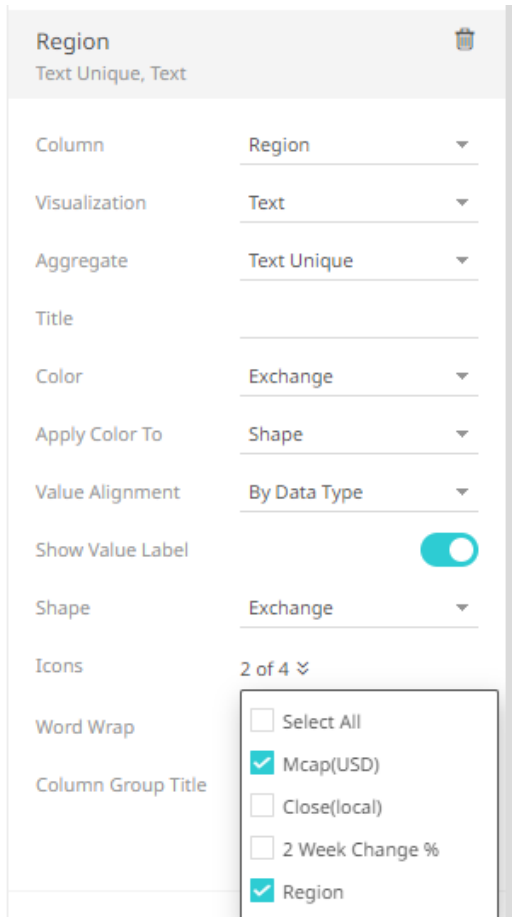 Region
Text Unique, Text
Column Region
Visualization Text
Aggregate Text Unique
Title
Color Exchange
Apply Color To Shape
Value Alignment By Data Type
Show Value Label
Shape Exchange
Icons 2 of 4
Select All
Word Wrap
Mcap(USD)
Column Group Title
Close(local)
2 Week Change %
Region